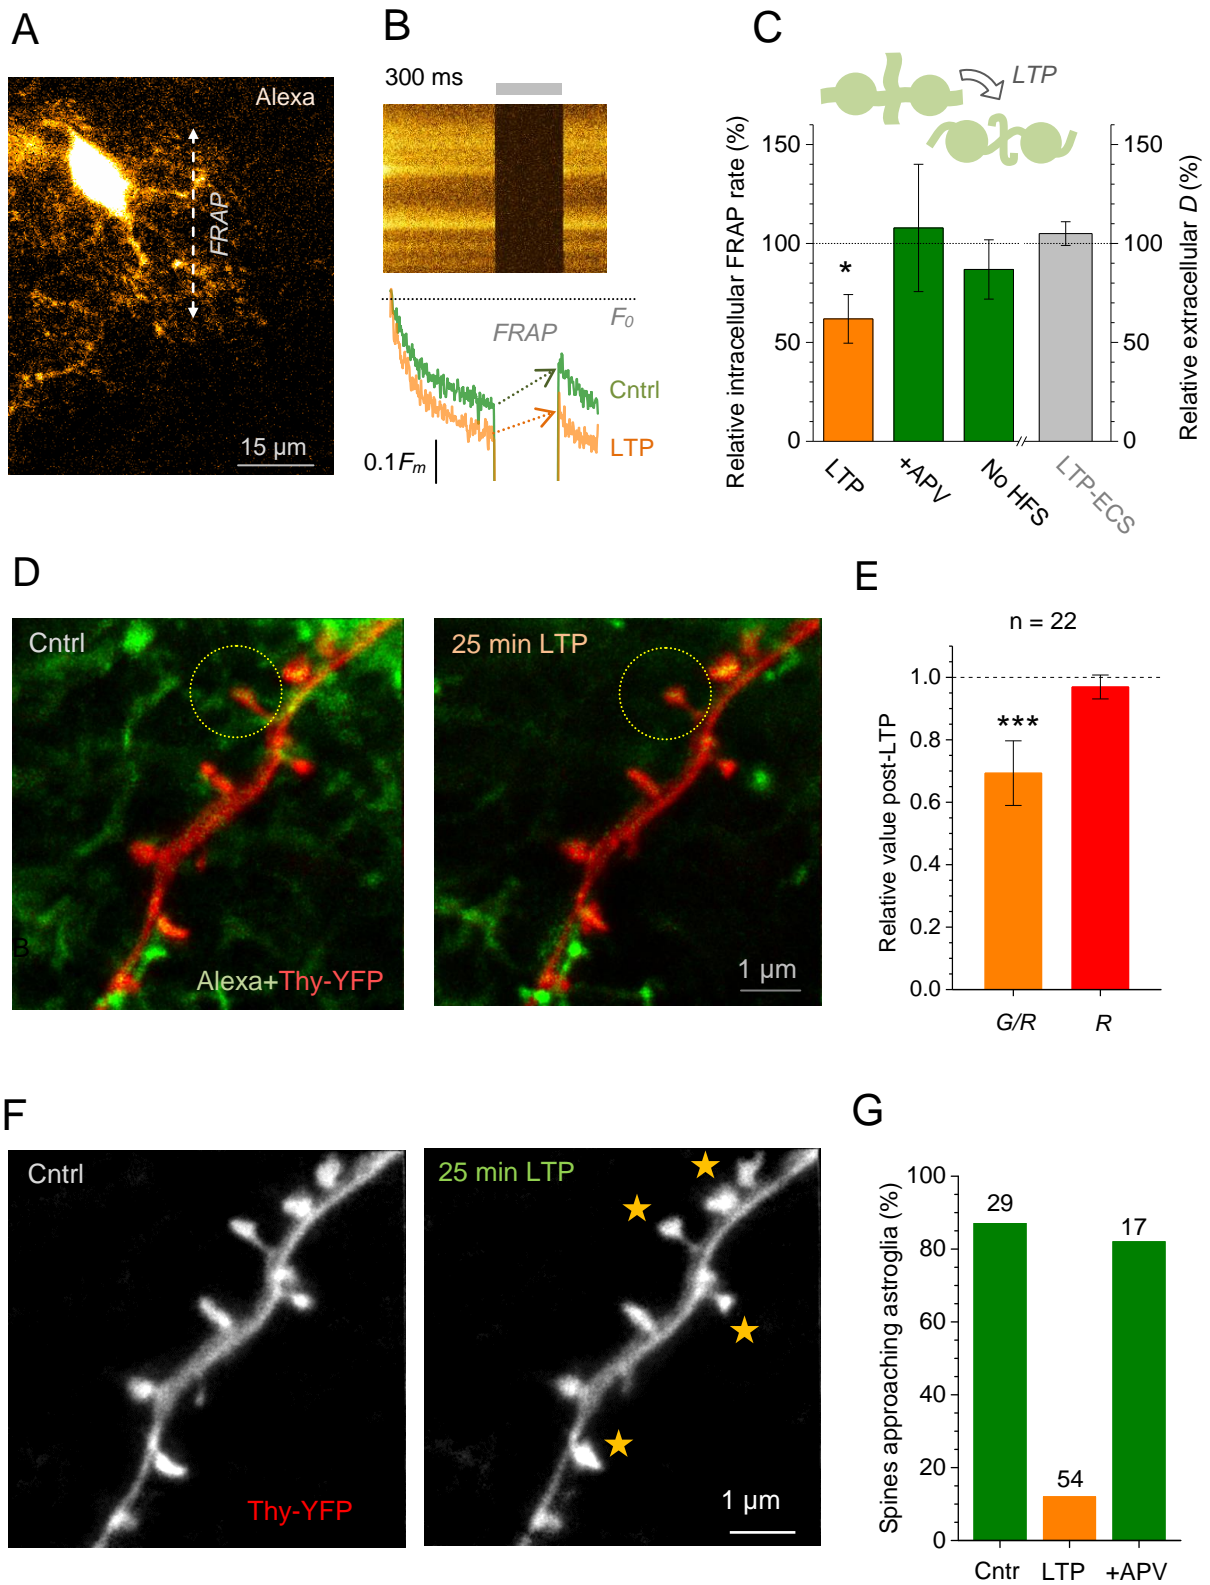 A
Alexa
FRAP
15 µm
B
300 ms
F0
FRAP
Cntrl
LTP
0.1Fm
C
LTP
Relative intracellular FRAP rate (%)
150
100
50
0
*
150
100
50
0
Relative extracellular D (%)
LTP
+APV
No HFS
LTP-ECS
D
Cntrl
B
Alexa+Thy-YFP
25 min LTP
1 µm
E
n = 22
Relative value post-LTP
1.0
0.8
0.6
0.4
0.2
0.0
***
G/R
R
F
Cntrl
Thy-YFP
25 min LTP
1 µm
G
Spines approaching astroglia (%)
100
80
60
40
20
0
29
54
17
Cntr
LTP
+APV